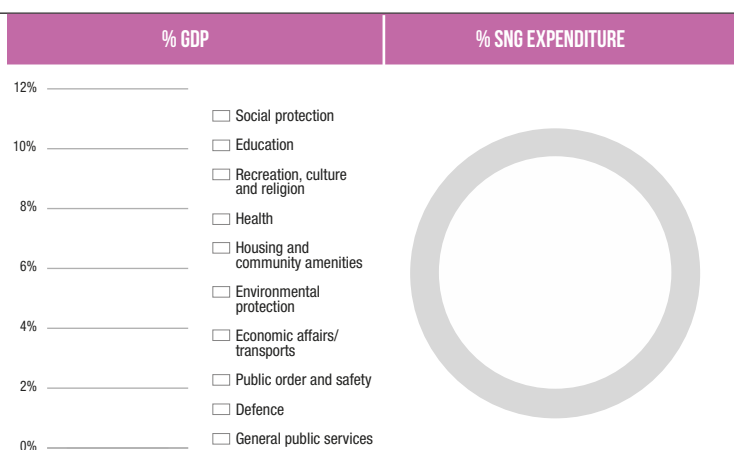 % GDP
% SNG EXPENDITURE
12%
10%
8%
6%
4%
2%
0%
Social protection
Education
Recreation, culture
and religion
Health
Housing and
community amenities
Environmental
protection
Economic affairs/
transports
Public order and safety
Defence
General public services